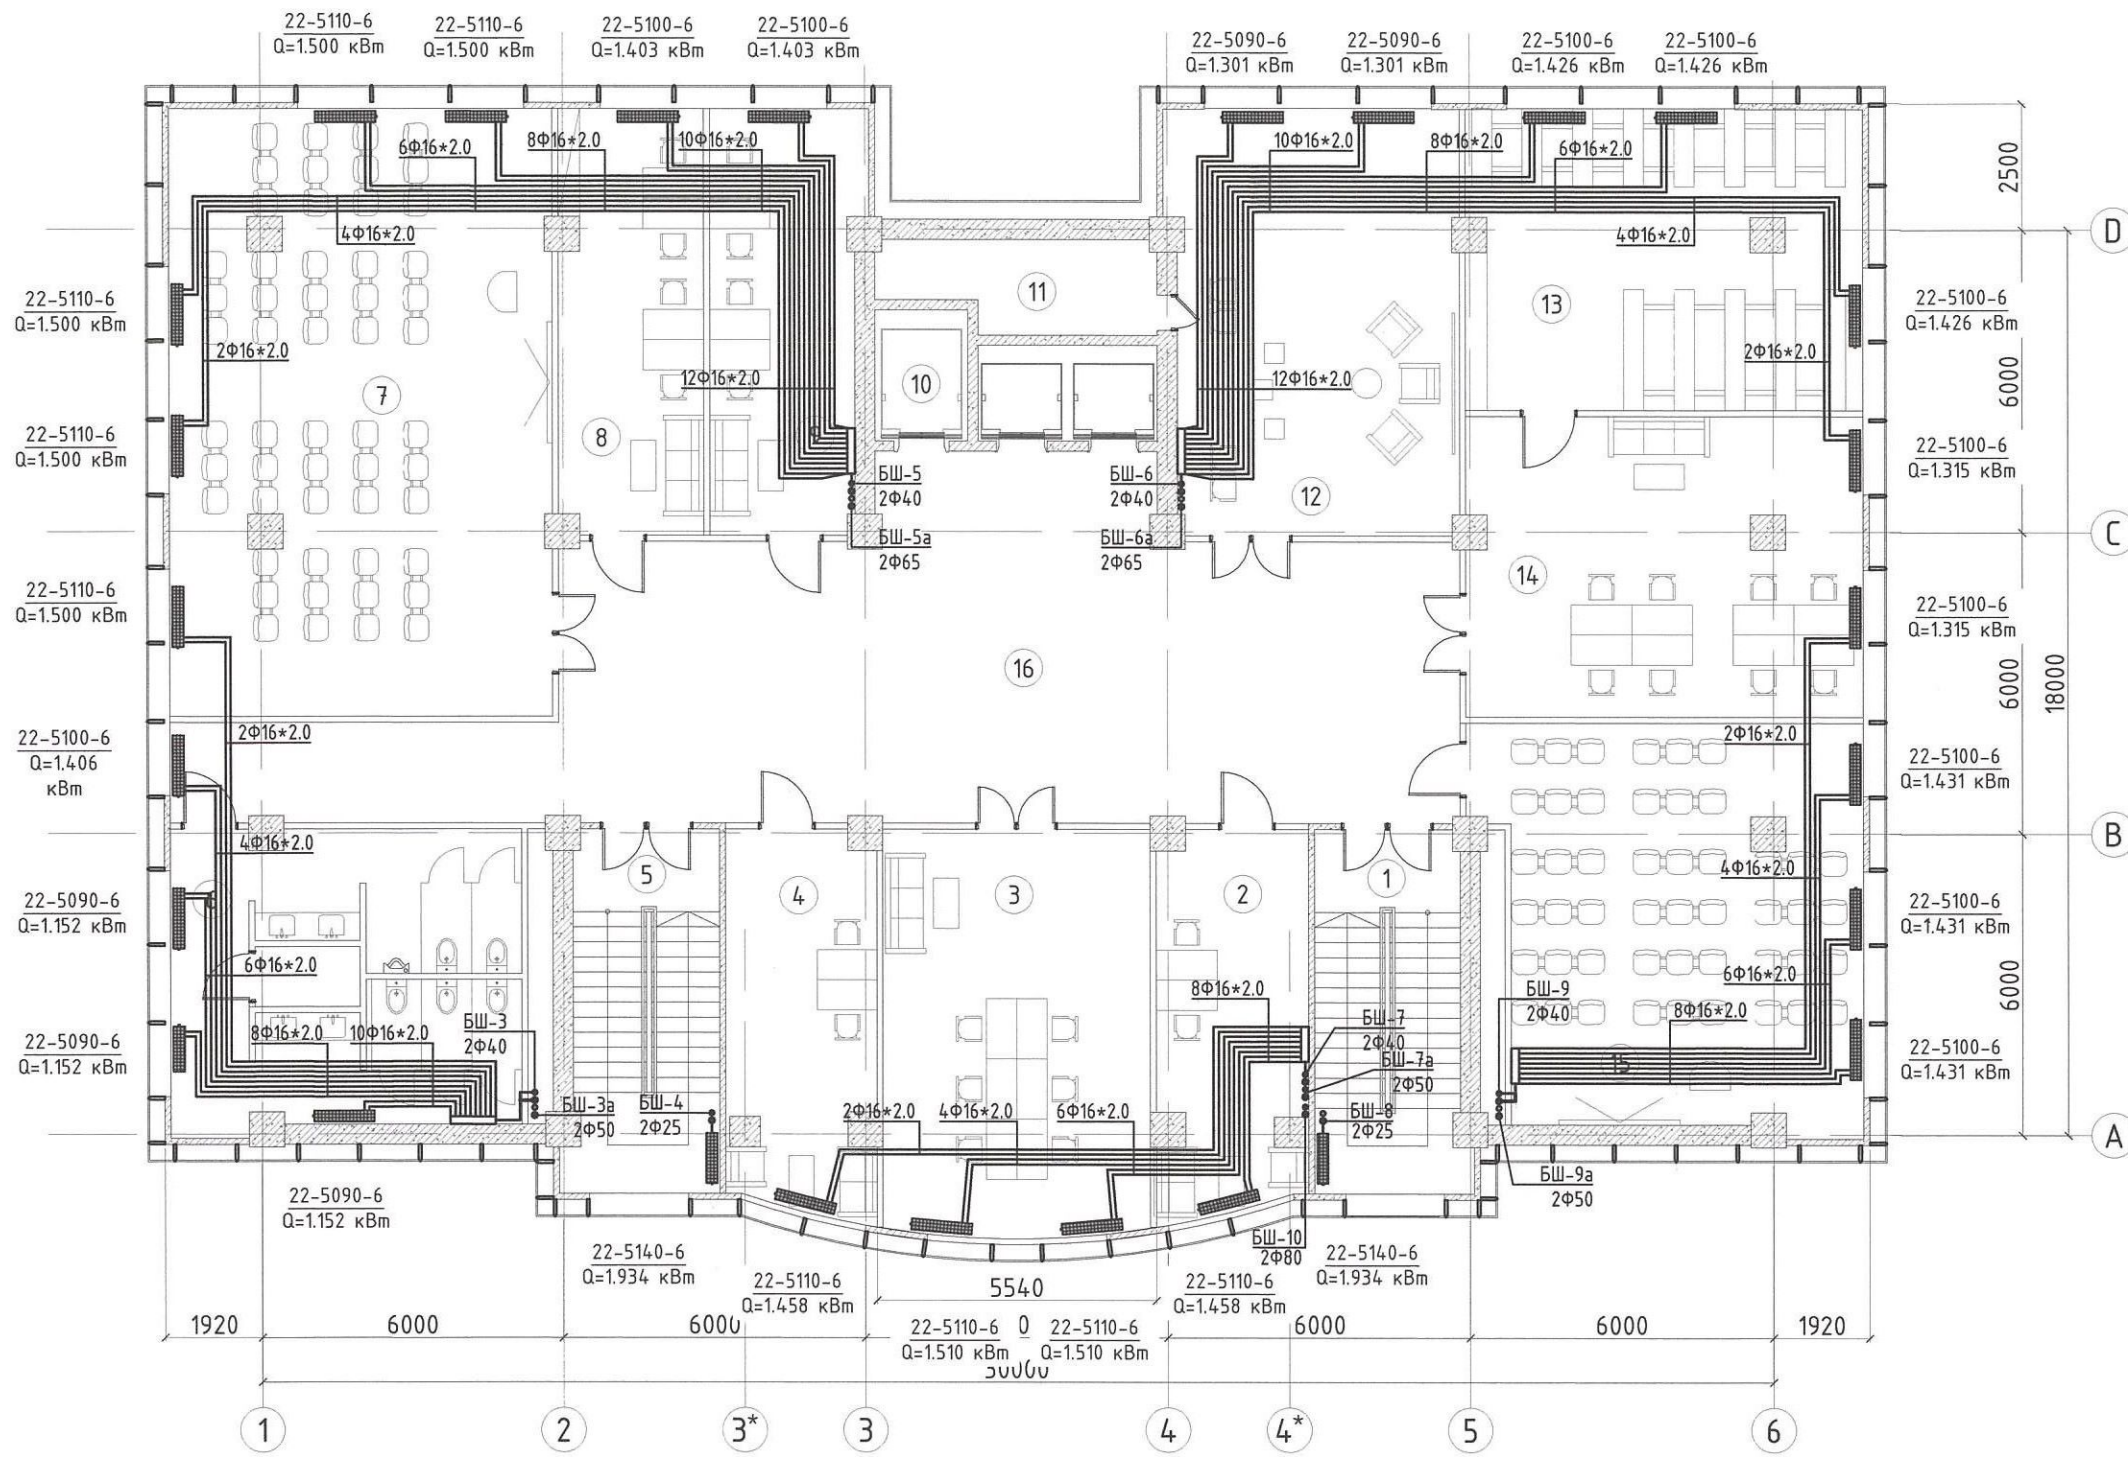 22-5110-6
Q=1.500 кВт
22-5110-6
Q=1.500 кВт
22-5100-6
Q=1.403 кВт
22-5100-6
Q=1.403 кВт
22-5090-6
Q=1.301 кВт
22-5090-6
Q=1.301 кВт
22-5100-6
Q=1.426 кВт
22-5100-6
Q=1.426 кВт
6Ф16*2.0
8Ф16*2.0
10Ф16*2.0
10Ф16*2.0
8Ф16*2.0
6Ф16*2.0
2500
4Ф16*2.0
4Ф16*2.0
D
22-5110-6
Q=1.500 кВт
11
13
22-5100-6
Q=1.426 кВт
2Ф16*2.0
2Ф16*2.0
6000
7
12Ф16*2.0
10
12Ф16*2.0
22-5110-6
Q=1.500 кВт
8
22-5100-6
Q=1.315 кВт
БШ-5
2Ф40
БШ-6
2Ф40
12
БШ-5а
2Ф65
БШ-6а
2Ф65
C
22-5110-6
Q=1.500 кВт
14
22-5100-6
Q=1.315 кВт
16
6000
18000
22-5100-6
Q=1.406
кВт
2Ф16*2.0
2Ф16*2.0
22-5100-6
Q=1.431 кВт
4Ф16*2.0
B
5
4
3
2
1
4Ф16*2.0
22-5090-6
Q=1.152 кВт
22-5100-6
Q=1.431 кВт
6Ф16*2.0
6Ф16*2.0
6000
8Ф16*2.0
БШ-9
2Ф40
8Ф16*2.0
22-5090-6
Q=1.152 кВт
8Ф16*2.0
10Ф16*2.0
БШ-3
2Ф40
БШ-7
2Ф40
БШ-7а
2Ф50
15
22-5100-6
Q=1.431 кВт
БШ-3а
2Ф50
БШ-4
2Ф25
2Ф16*2.0
4Ф16*2.0
6Ф16*2.0
БШ-8
2Ф25
A
БШ-9а
2Ф50
22-5090-6
Q=1.152 кВт
БШ-10
2Ф80
22-5140-6
Q=1.934 кВт
22-5140-6
Q=1.934 кВт
22-5110-6
Q=1.458 кВт
5540
22-5110-6
Q=1.458 кВт
1920
6000
6000
22-5110-6
Q=1.510 кВт
0
22-5110-6
Q=1.510 кВт
6000
6000
1920
30000
1
2
3*
3
4
4*
5
6